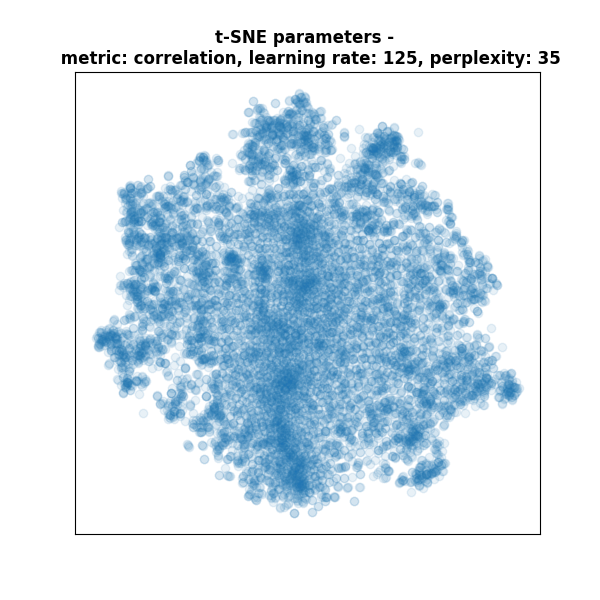 t-SNE parameters -
metric: correlation, learning rate: 125, perplexity: 35